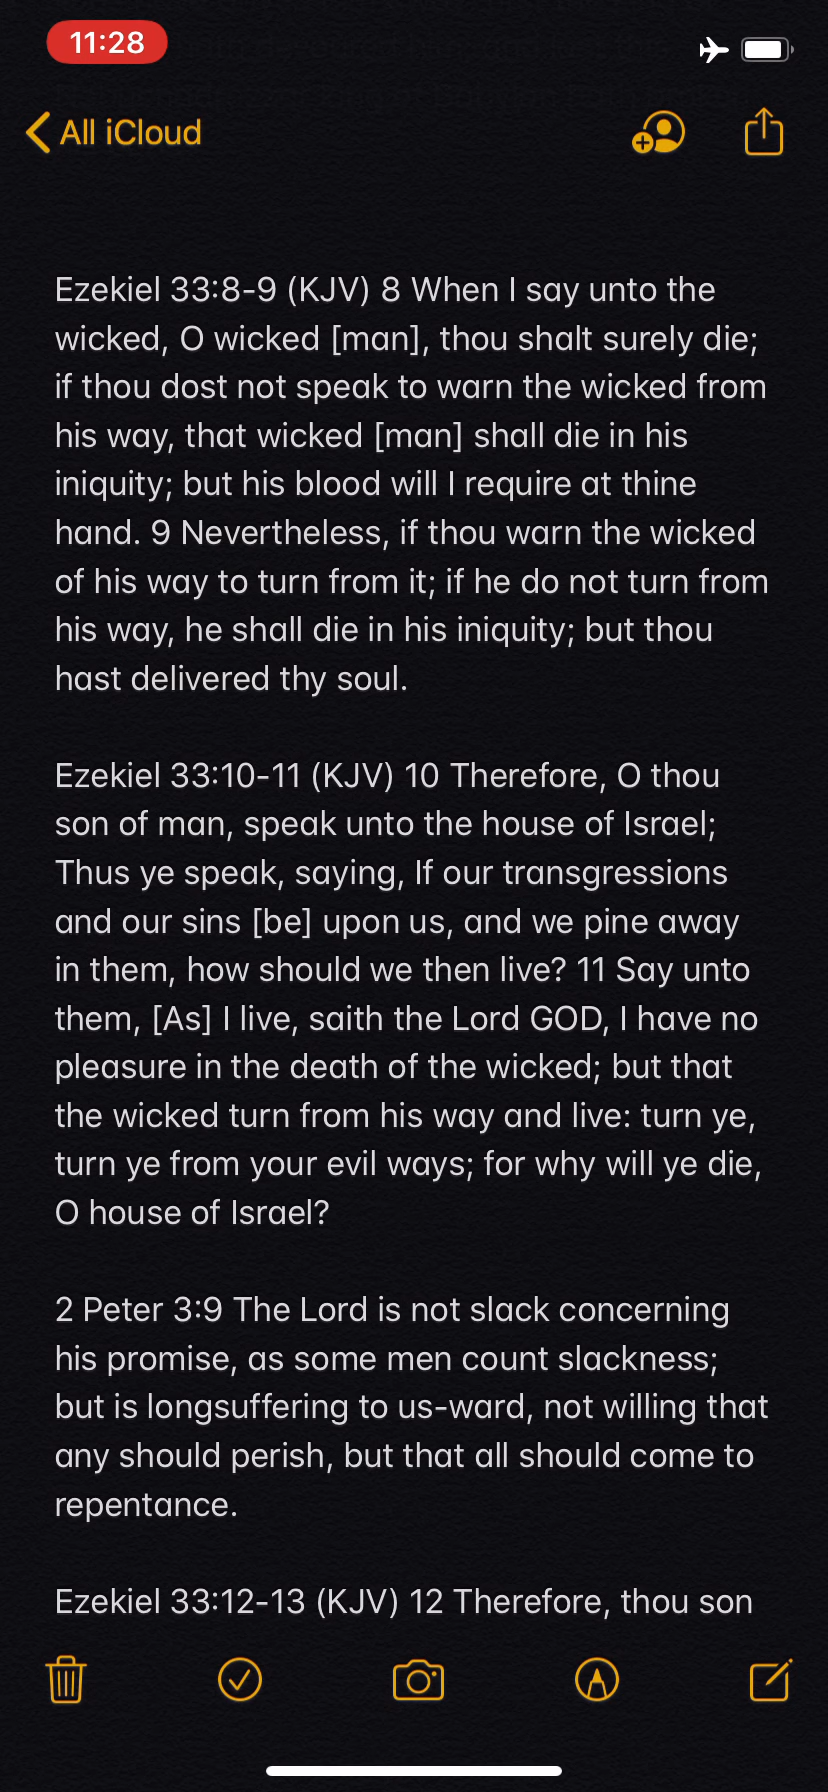 11:28
All iCloud
Ezekiel 33:8-9 (KJV) 8 When I say unto the
wicked, O wicked [man], thou shalt surely die;
if thou dost not speak to warn the wicked from
his way, that wicked [man] shall die in his
iniquity; but his blood will I require at thine
hand. 9 Nevertheless, if thou warn the wicked
of his way to turn from it; if he do not turn from
his way, he shall die in his iniquity; but thou
hast delivered thy soul.
Ezekiel 33:10-11 (KJV) 10 Therefore, O thou
son of man, speak unto the house of Israel;
Thus ye speak, saying, If our transgressions
and our sins [be] upon us, and we pine away
in them, how should we then live? 11 Say unto
them, [As] I live, saith the Lord GOD, I have no
pleasure in the death of the wicked; but that
the wicked turn from his way and live: turn ye,
turn ye from your evil ways; for why will ye die,
O house of Israel?
2 Peter 3:9 The Lord is not slack concerning
his promise, as some men count slackness;
but is longsuffering to us-ward, not willing that
any should perish, but that all should come to
repentance.
Ezekiel 33:12-13 (KJV) 12 Therefore, thou son